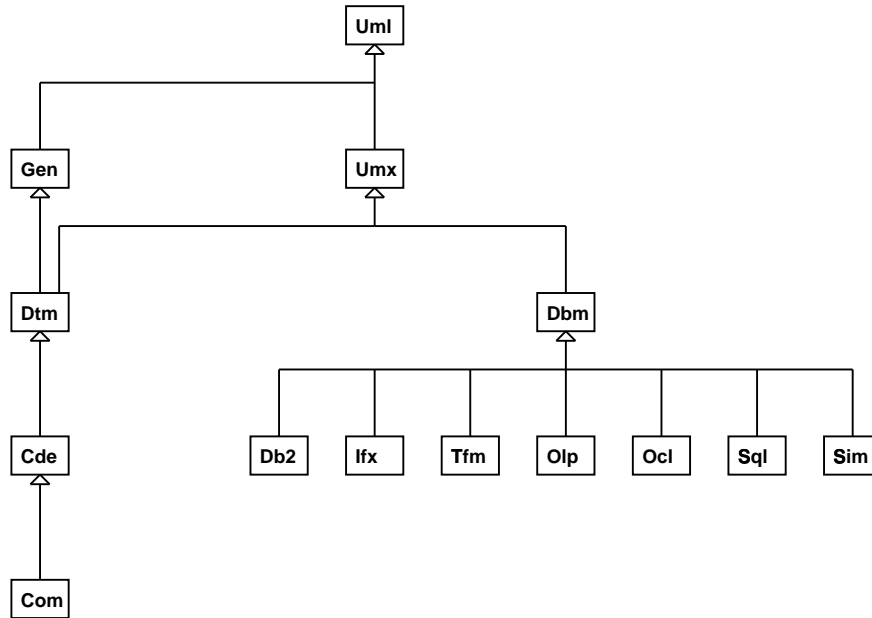 Uml
Gen
Umx
Dtm
Dbm
Cde
Db2
Ifx
Tfm
Olp
Ocl
Sql
Sim
Com